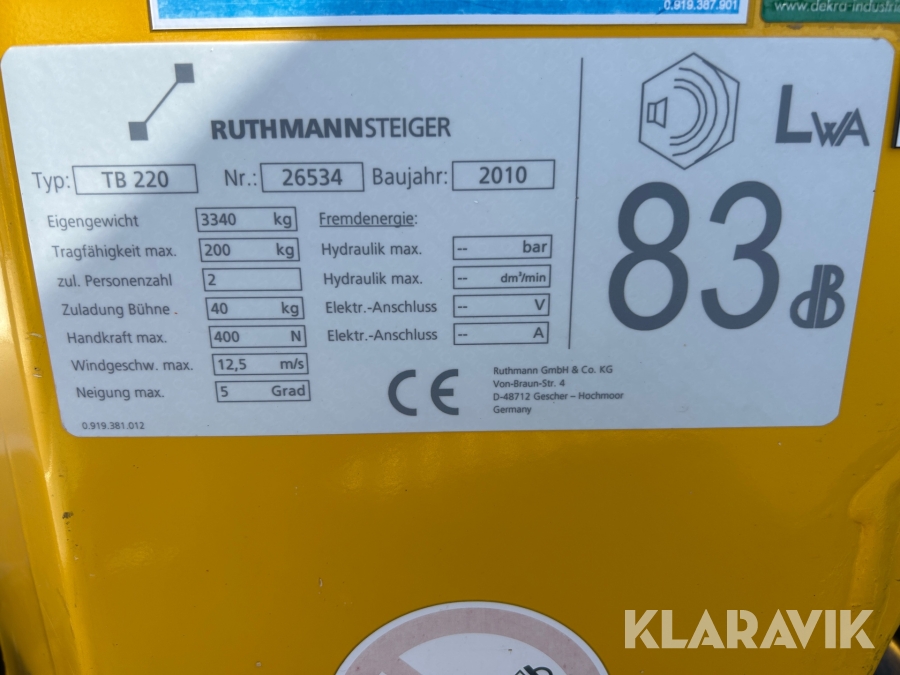 0.919.387.901
www.dekra-industri
RUTHMANNSTEIGER
Typ: TB 220 Nr.: 26534 Baujahr: 2010
Eigengewicht 3340 kg
Tragfähigkeit max. 200 kg
zul. Personenzahl 2
Zuladung Bühne . 40 kg
Handkraft max. 400 N
Windgeschw. max. 12,5 m/s
Neigung max. 5 Grad
0.919.381.012
Fremdenergie:
Hydraulik max. -- bar
Hydraulik max. -- dm³/min
Elektr.-Anschluss -- V
Elektr.-Anschluss -- A
CE
Ruthmann GmbH & Co. KG
Von-Braun-Str. 4
D-48712 Gescher – Hochmoor
Germany
LWA
83 dB
KLARAVIK